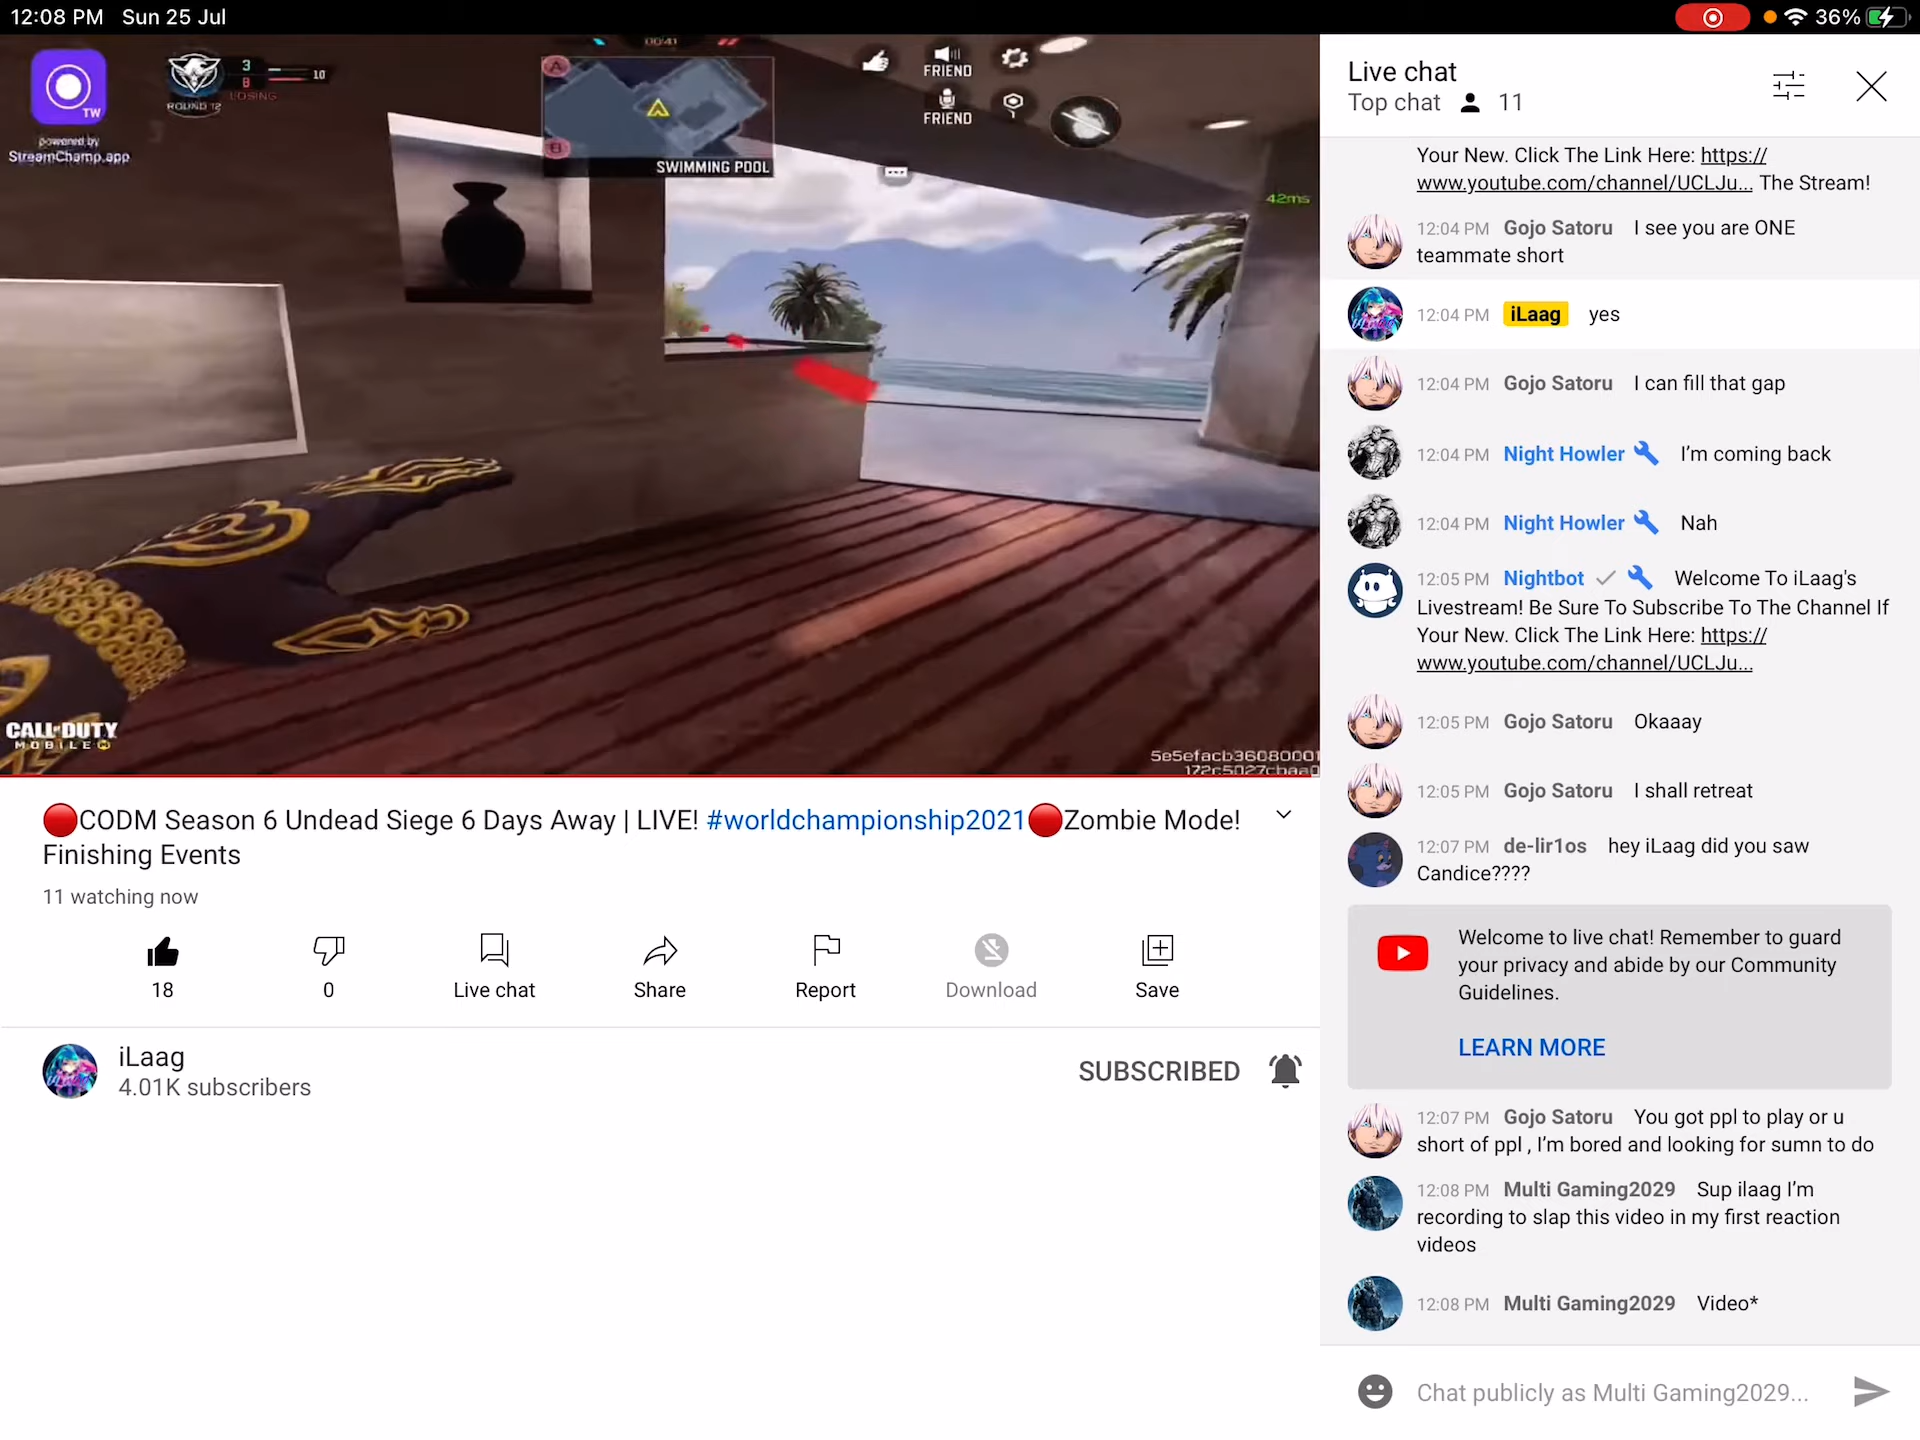 12:08 PM Sun 25 Jul
36%
TW
powered by
StreamChamp.app
3
8
10
ROUND 12
LOSING
00:41
A
B
SWIMMING POOL
FRIEND
FRIEND
42ms
CALL OF DUTY
MOBILE
5e5efacb36080001
172c5027cbaa0
🔴CODM Season 6 Undead Siege 6 Days Away | LIVE! #worldchampionship2021🔴Zombie Mode!
Finishing Events
11 watching now
18
0
Live chat
Share
Report
Download
Save
iLaag
4.01K subscribers
SUBSCRIBED
Live chat
Top chat 11
Your New. Click The Link Here: https://
www.youtube.com/channel/UCLJu... The Stream!
12:04 PM Gojo Satoru I see you are ONE
teammate short
12:04 PM iLaag yes
12:04 PM Gojo Satoru I can fill that gap
12:04 PM Night Howler I'm coming back
12:04 PM Night Howler Nah
12:05 PM Nightbot Welcome To iLaag's
Livestream! Be Sure To Subscribe To The Channel If
Your New. Click The Link Here: https://
www.youtube.com/channel/UCLJu...
12:05 PM Gojo Satoru Okaaay
12:05 PM Gojo Satoru I shall retreat
12:07 PM de-lir1os hey iLaag did you saw
Candice????
Welcome to live chat! Remember to guard
your privacy and abide by our Community
Guidelines.
LEARN MORE
12:07 PM Gojo Satoru You got ppl to play or u
short of ppl , I'm bored and looking for sumn to do
12:08 PM Multi Gaming2029 Sup ilaag I'm
recording to slap this video in my first reaction
videos
12:08 PM Multi Gaming2029 Video*
Chat publicly as Multi Gaming2029...